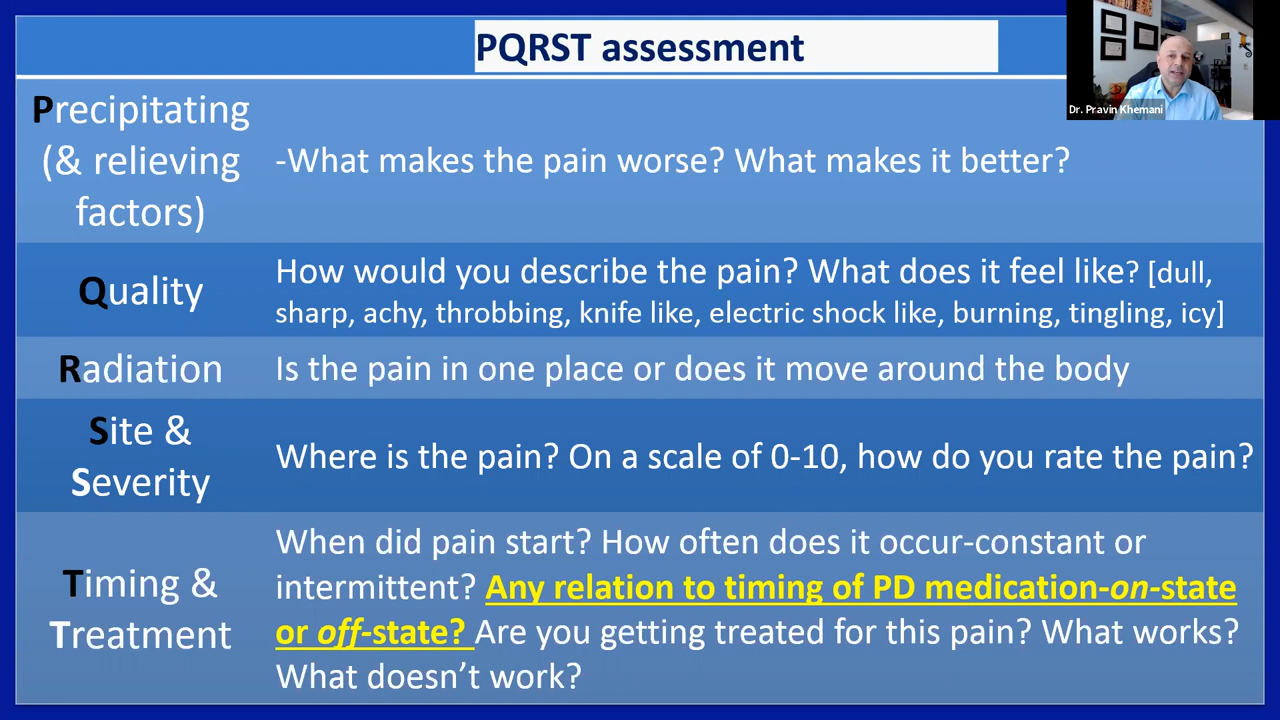 PQRST assessment
Dr. Pravin Khemani
Precipitating
(& relieving
factors)
-What makes the pain worse? What makes it better?
Quality
How would you describe the pain? What does it feel like? [dull,
sharp, achy, throbbing, knife like, electric shock like, burning, tingling, icy]
Radiation
Is the pain in one place or does it move around the body
Site &
Severity
Where is the pain? On a scale of 0-10, how do you rate the pain?
Timing &
Treatment
When did pain start? How often does it occur-constant or
intermittent? Any relation to timing of PD medication-on-state
or off-state? Are you getting treated for this pain? What works?
What doesn’t work?